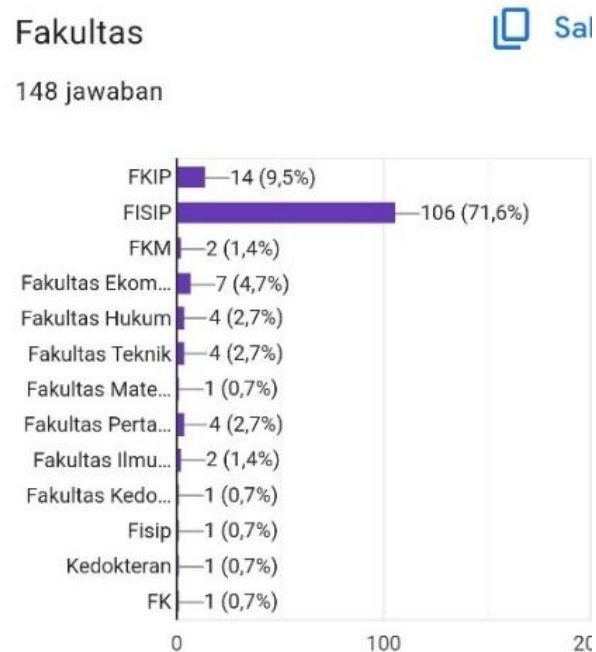 Fakultas
Sal
148 jawaban
FKIP 14 (9,5%)
FISIP 106 (71,6%)
FKM 2 (1,4%)
Fakultas Ekom... 7 (4,7%)
Fakultas Hukum 4 (2,7%)
Fakultas Teknik 4 (2,7%)
Fakultas Mate... 1 (0,7%)
Fakultas Perta... 4 (2,7%)
Fakultas Ilmu... 2 (1,4%)
Fakultas Kedo... 1 (0,7%)
Fisip 1 (0,7%)
Kedokteran 1 (0,7%)
FK 1 (0,7%)
0 100 20